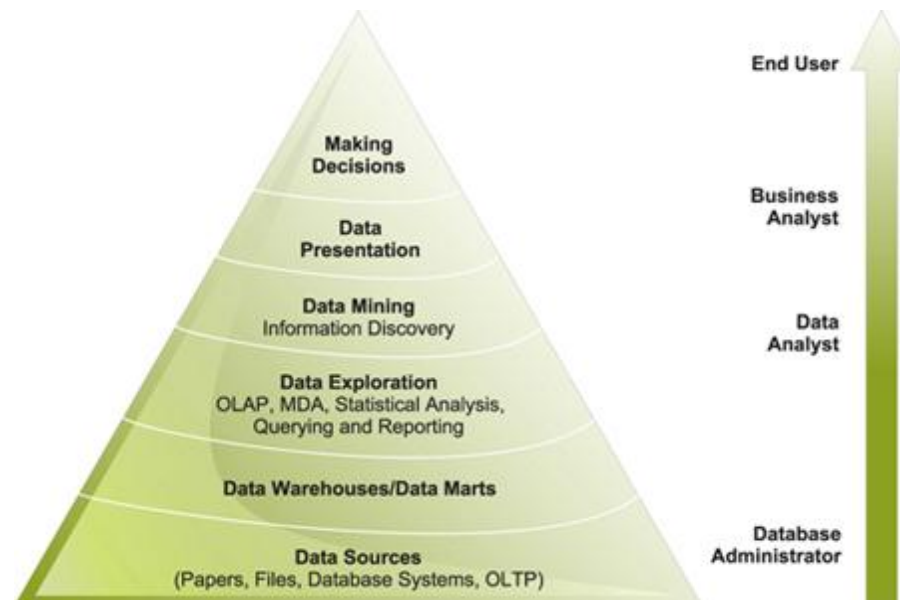 End User
Making
Decisions
Business
Analyst
Data
Presentation
Data Mining
Information Discovery
Data
Analyst
Data Exploration
OLAP, MDA, Statistical Analysis,
Querying and Reporting
Data Warehouses/Data Marts
Database
Administrator
Data Sources
(Papers, Files, Database Systems, OLTP)